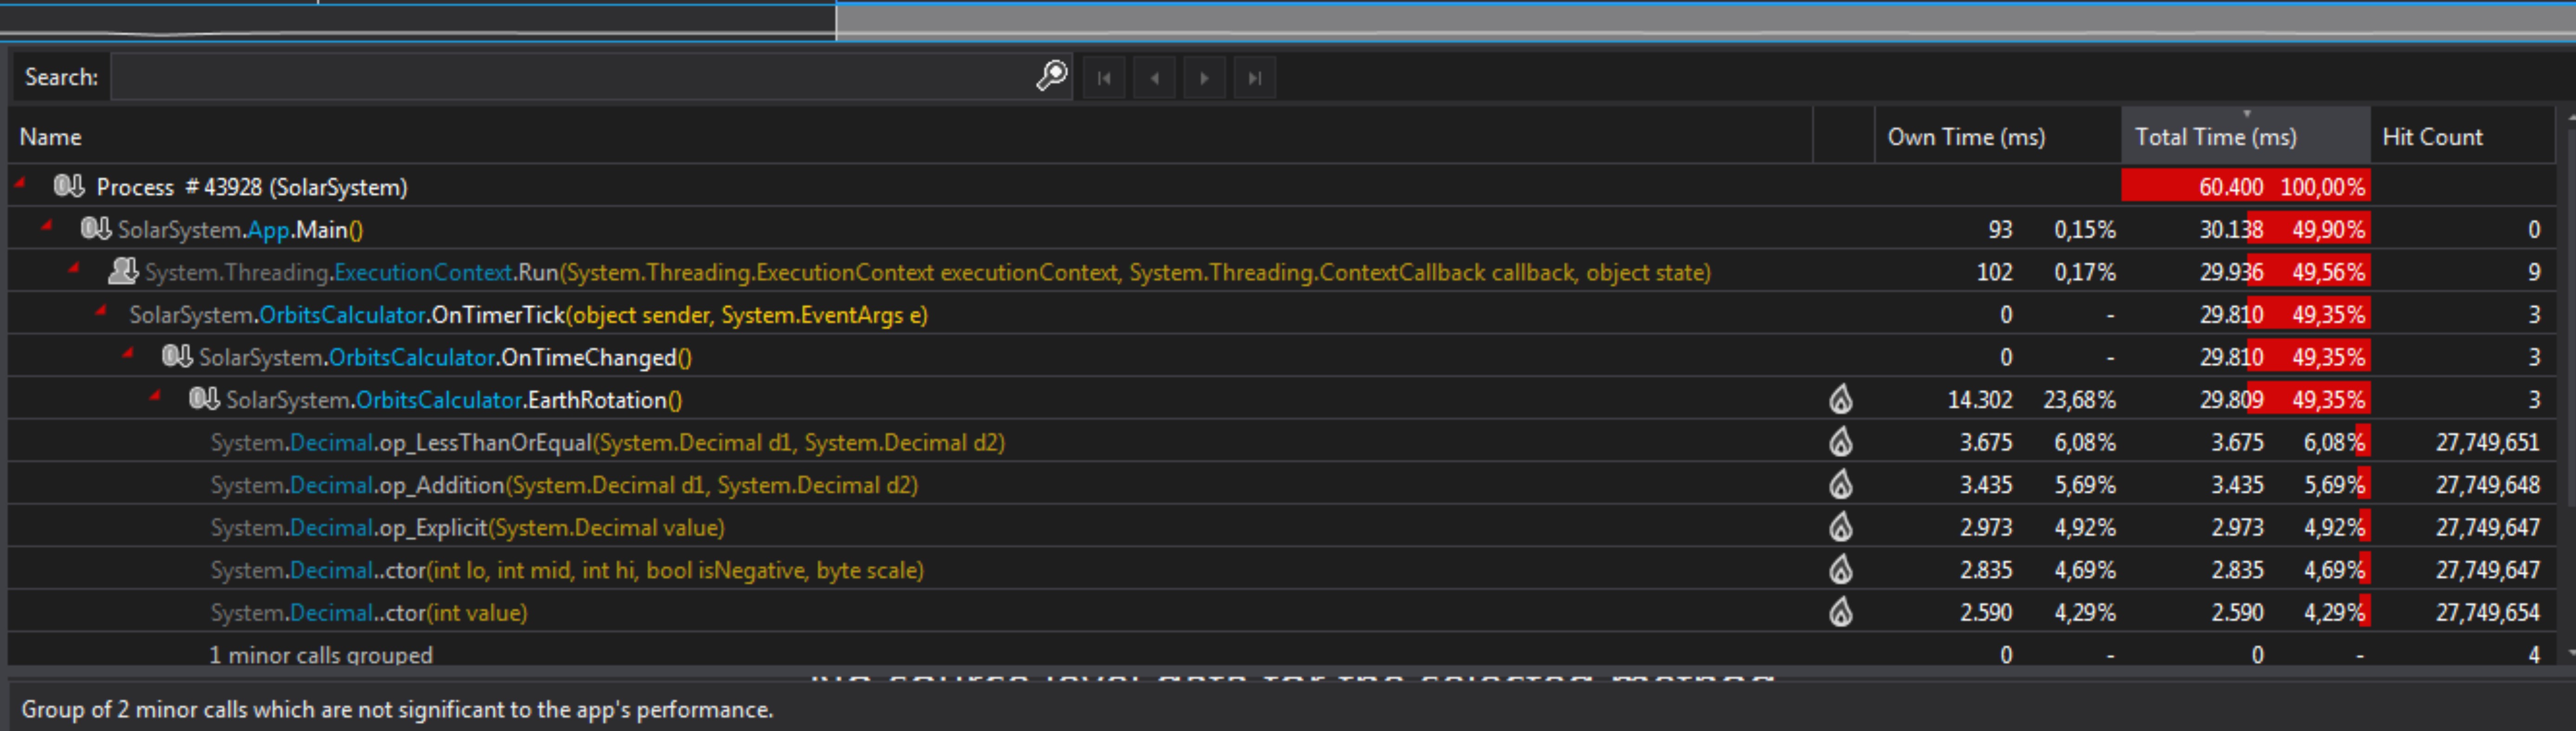 Search:
Name Own Time (ms) Total Time (ms) Hit Count
Process # 43928 (SolarSystem) 60.400 100,00%
SolarSystem.App.Main() 93 0,15% 30.138 49,90% 0
System.Threading.ExecutionContext.Run(System.Threading.ExecutionContext executionContext, System.Threading.ContextCallback callback, object state) 102 0,17% 29.936 49,56% 9
SolarSystem.OrbitsCalculator.OnTimerTick(object sender, System.EventArgs e) 0 - 29.810 49,35% 3
SolarSystem.OrbitsCalculator.OnTimeChanged() 0 - 29.810 49,35% 3
SolarSystem.OrbitsCalculator.EarthRotation() 14.302 23,68% 29.809 49,35% 3
System.Decimal.op_LessThanOrEqual(System.Decimal d1, System.Decimal d2) 3.675 6,08% 3.675 6,08% 27,749,651
System.Decimal.op_Addition(System.Decimal d1, System.Decimal d2) 3.435 5,69% 3.435 5,69% 27,749,648
System.Decimal.op_Explicit(System.Decimal value) 2.973 4,92% 2.973 4,92% 27,749,647
System.Decimal..ctor(int lo, int mid, int hi, bool isNegative, byte scale) 2.835 4,69% 2.835 4,69% 27,749,647
System.Decimal..ctor(int value) 2.590 4,29% 2.590 4,29% 27,749,654
1 minor calls grouped 0 - 0 - 4
No source level data for the selected method
Group of 2 minor calls which are not significant to the app's performance.